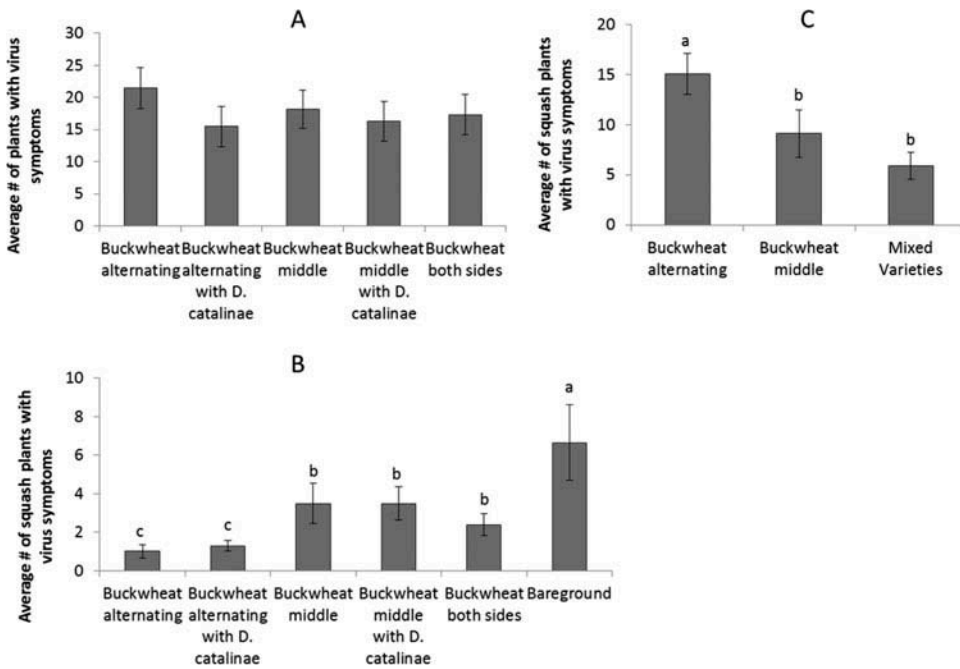 A
Average # of plants with virus
symptoms
30
25
20
15
10
5
0
Buckwheat
alternating
Buckwheat
alternating
with D.
catalinae
Buckwheat
middle
Buckwheat
middle
with D.
catalinae
Buckwheat
both sides
C
Average # of squash plants
with virus symptoms
20
15
10
5
0
a
b
b
Buckwheat
alternating
Buckwheat
middle
Mixed
Varieties
B
Average # of squash plants with
virus symptoms
10
8
6
4
2
0
c
c
b
b
b
a
Buckwheat
alternating
Buckwheat
alternating
with D.
catalinae
Buckwheat
middle
Buckwheat
middle
with D.
catalinae
Buckwheat
both sides
Bareground